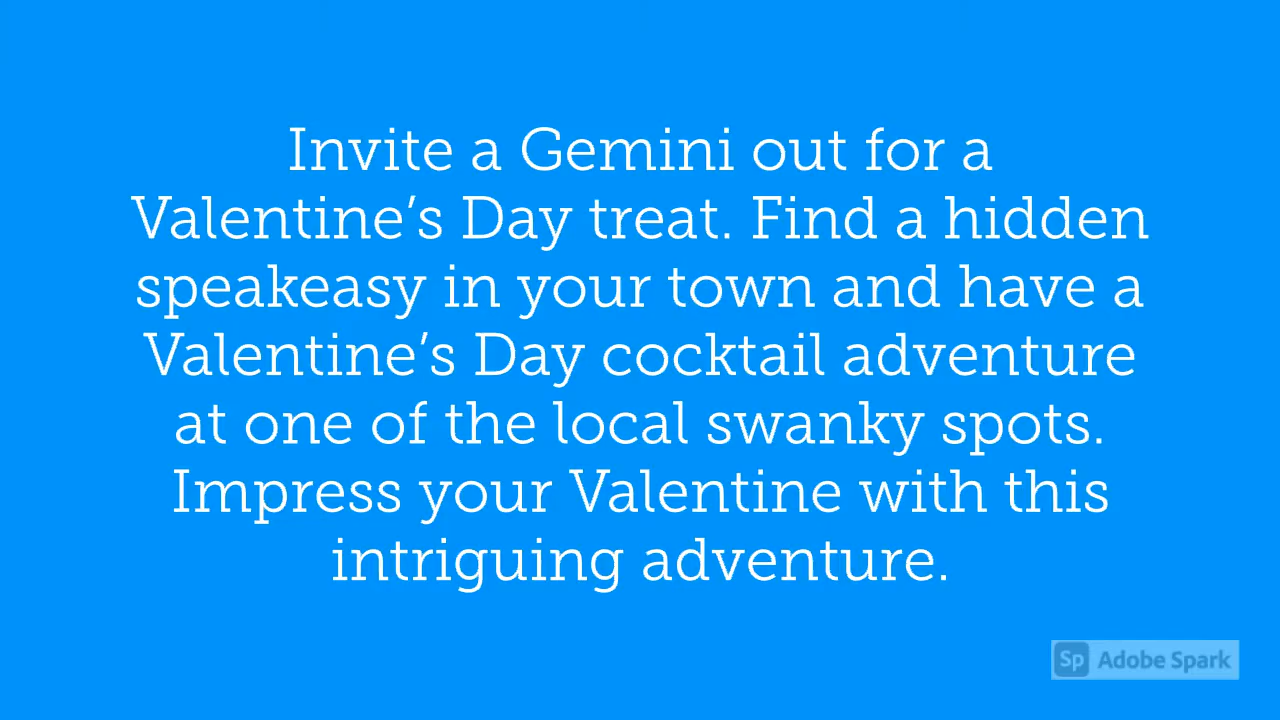 Invite a Gemini out for a
Valentine’s Day treat. Find a hidden
speakeasy in your town and have a
Valentine’s Day cocktail adventure
at one of the local swanky spots.
Impress your Valentine with this
intriguing adventure.
Sp Adobe Spark